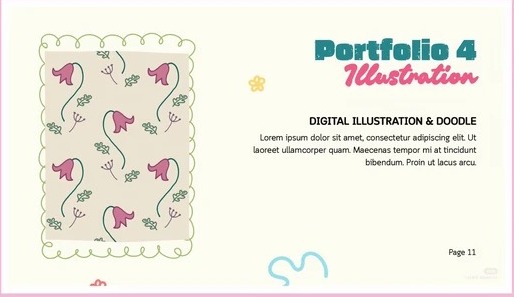 Portfolio 4
Illustration
DIGITAL ILLUSTRATION & DOODLE
Lorem ipsum dolor sit amet, consectetur adipiscing elit. Ut
laoreet ullamcorper quam. Maecenas tempor mi at tincidunt
bibendum. Proin ut lacus arcu.
Page 11